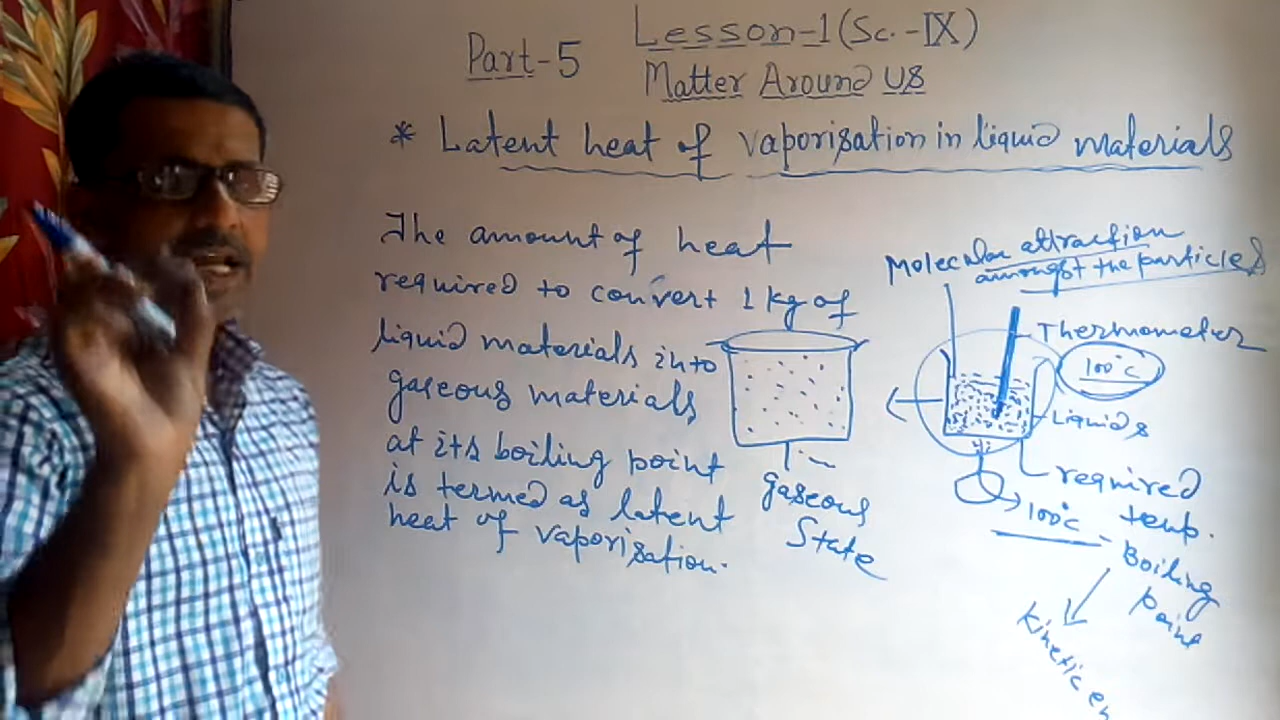 Part-5
Lesson-1 (Sc.-IX)
Matter Around Us
* Latent heat of vaporisation in liquid materials
The amount of heat
required to convert 1 kg of
liquid materials into
gaseous materials
at its boiling point
is termed as latent
heat of vaporisation.
gaseous
State
Molecular attraction
amongst the particles
Thermometer
100°C
Liquids
required
temp.
100°C
Boiling
point
Kinetic en